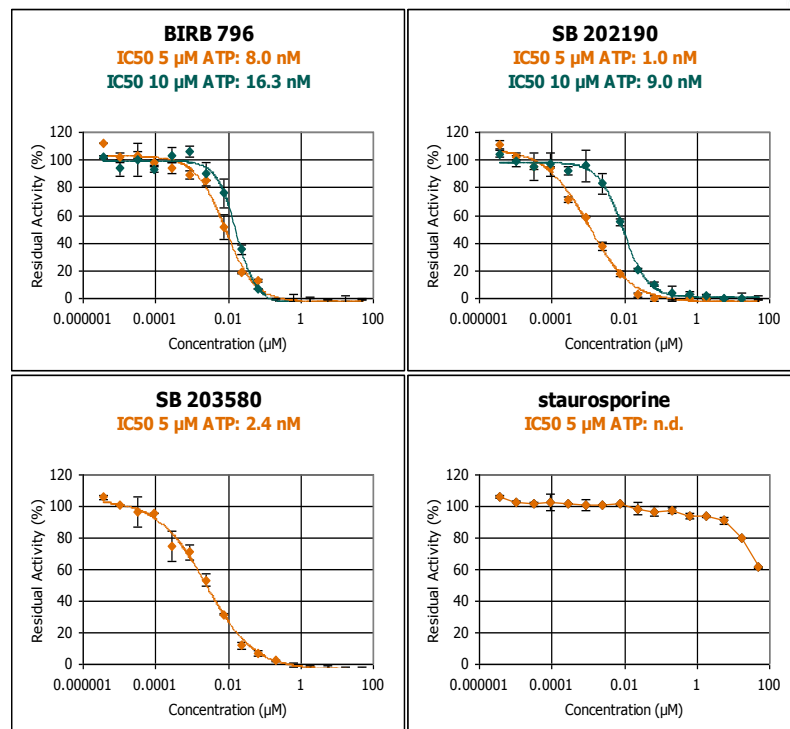 BIRB 796
IC50 5 µM ATP: 8.0 nM
IC50 10 µM ATP: 16.3 nM
120
100
80
60
40
20
0
Residual Activity (%)
0.000001 0.0001 0.01 1 100
Concentration (µM)
SB 202190
IC50 5 µM ATP: 1.0 nM
IC50 10 µM ATP: 9.0 nM
120
100
80
60
40
20
0
Residual Activity (%)
0.000001 0.0001 0.01 1 100
Concentration (µM)
SB 203580
IC50 5 µM ATP: 2.4 nM
120
100
80
60
40
20
0
Residual Activity (%)
0.000001 0.0001 0.01 1 100
Concentration (µM)
staurosporine
IC50 5 µM ATP: n.d.
120
100
80
60
40
20
0
Residual Activity (%)
0.000001 0.0001 0.01 1 100
Concentration (µM)